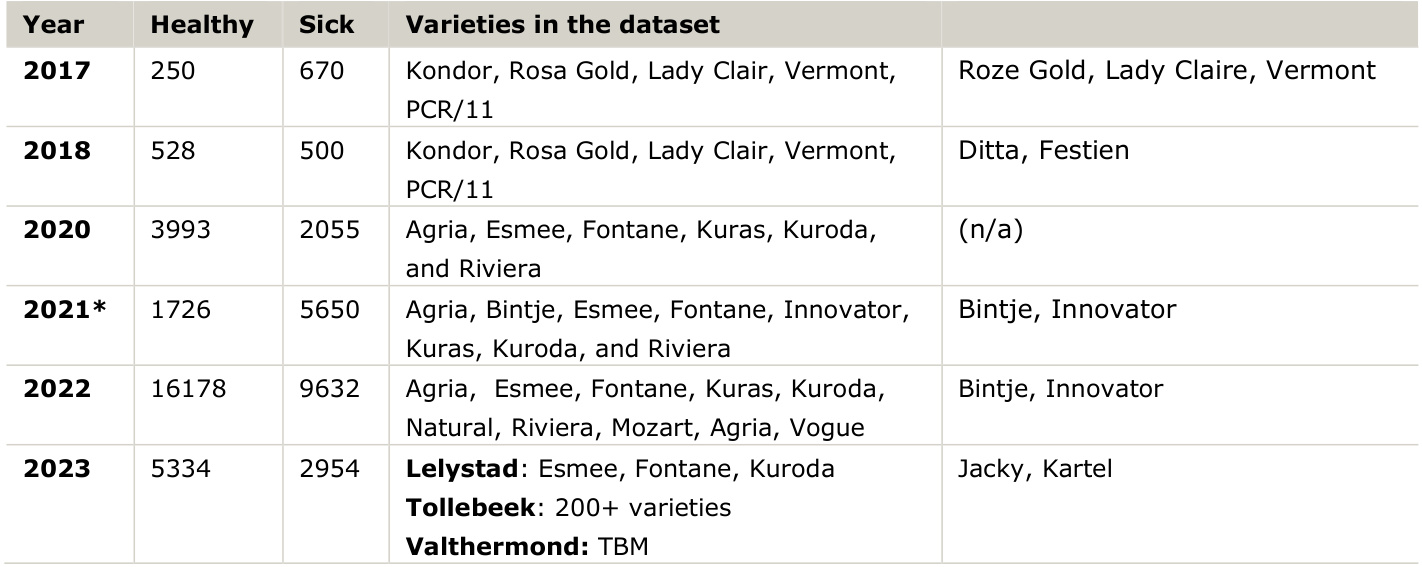 Year Healthy Sick Varieties in the dataset
2017 250 670 Kondor, Rosa Gold, Lady Clair, Vermont, Roze Gold, Lady Claire, Vermont
PCR/11
2018 528 500 Kondor, Rosa Gold, Lady Clair, Vermont, Ditta, Festien
PCR/11
2020 3993 2055 Agria, Esmee, Fontane, Kuras, Kuroda, (n/a)
and Riviera
2021* 1726 5650 Agria, Bintje, Esmee, Fontane, Innovator, Bintje, Innovator
Kuras, Kuroda, and Riviera
2022 16178 9632 Agria,  Esmee, Fontane, Kuras, Kuroda, Bintje, Innovator
Natural, Riviera, Mozart, Agria, Vogue
2023 5334 2954 Lelystad: Esmee, Fontane, Kuroda Jacky, Kartel
Tollebeek: 200+ varieties
Valthermond: TBM